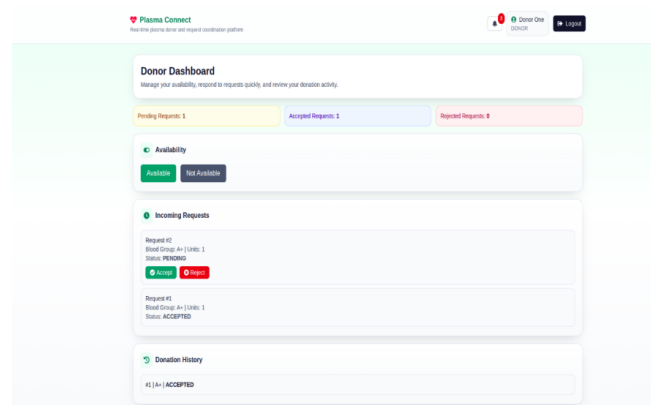 Plasma Connect
Real-time plasma donor and request coordination platform
Donor One
DONOR
Logout
Donor Dashboard
Manage your availability, respond to requests quickly, and review your donation activity.
Pending Requests: 1
Accepted Requests: 1
Rejected Requests: 0
Availability
Available
Not Available
Incoming Requests
Request #2
Blood Group: A+ | Units: 1
Status: PENDING
Accept
Reject
Request #1
Blood Group: A+ | Units: 1
Status: ACCEPTED
Donation History
#1 | A+ | ACCEPTED